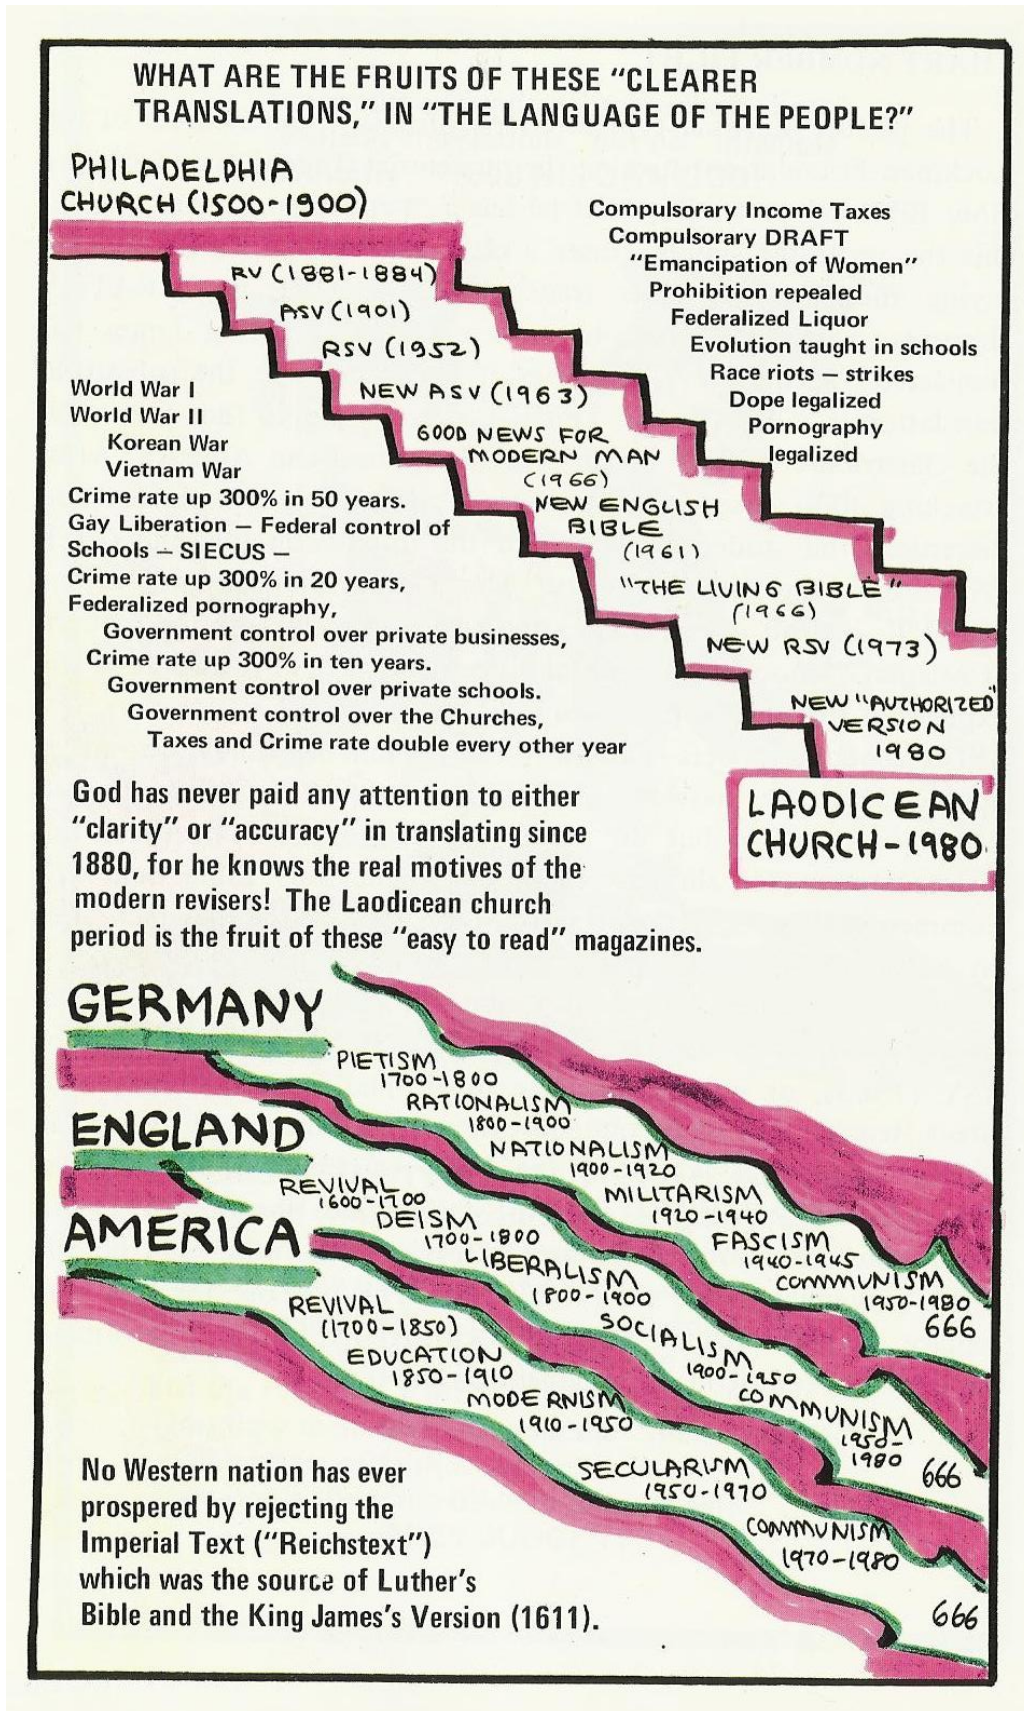 WHAT ARE THE FRUITS OF THESE "CLEARER
TRANSLATIONS," IN "THE LANGUAGE OF THE PEOPLE?"
PHILADELPHIA
CHURCH (1500-1900)
RV (1881-1884)
ASV (1901)
RSV (1952)
NEW ASV (1963)
GOOD NEWS FOR
MODERN MAN
(1966)
NEW ENGLISH
BIBLE
(1961)
"THE LIVING BIBLE"
(1966)
NEW RSV (1973)
NEW "AUTHORIZED"
VERSION
1980
LAODICEAN
CHURCH-1980
Compulsorary Income Taxes
Compulsorary DRAFT
"Emancipation of Women"
Prohibition repealed
Federalized Liquor
Evolution taught in schools
Race riots — strikes
Dope legalized
Pornography
legalized
World War I
World War II
Korean War
Vietnam War
Crime rate up 300% in 50 years.
Gay Liberation — Federal control of
Schools — SIECUS —
Crime rate up 300% in 20 years,
Federalized pornography,
Government control over private businesses,
Crime rate up 300% in ten years.
Government control over private schools.
Government control over the Churches,
Taxes and Crime rate double every other year
God has never paid any attention to either
"clarity" or "accuracy" in translating since
1880, for he knows the real motives of the
modern revisers! The Laodicean church
period is the fruit of these "easy to read" magazines.
GERMANY
PIETISM
1700-1800
RATIONALISM
1800-1900
NATIONALISM
1900-1920
MILITARISM
1920-1940
FASCISM
1940-1945
COMMMUNISM
1950-1980
666
ENGLAND
REVIVAL
1600-1700
DEISM
1700-1800
LIBERALISM
1800-1900
SOCIALISM
1900-1950
COMMUNISM
1950-
1980
666
AMERICA
REVIVAL
(1700-1850)
EDUCATION
1850-1910
MODERNISM
1910-1950
SECULARISM
1950-1970
COMMUNISM
1970-1980
666
No Western nation has ever
prospered by rejecting the
Imperial Text ("Reichstext")
which was the source of Luther's
Bible and the King James's Version (1611).